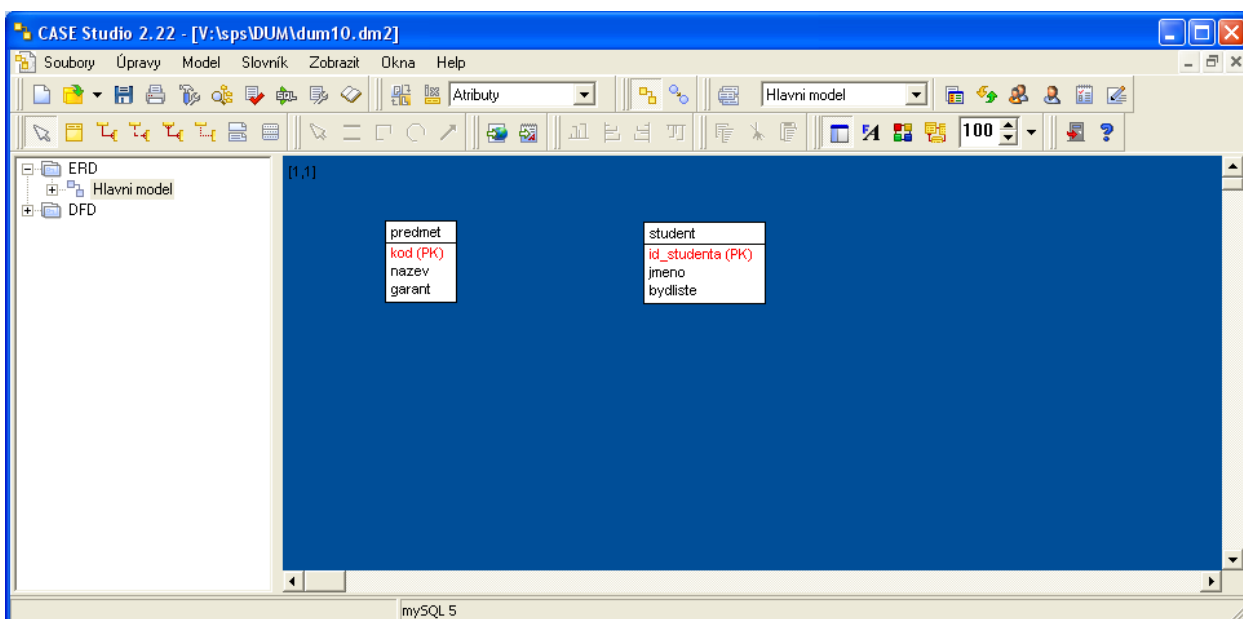 CASE Studio 2.22 - [V:\sps\DUM\dum10.dm2]
Soubory Úpravy Model Slovník Zobrazit Okna Help
Atributy Hlavni model
100
ERD
Hlavni model
DFD
[1,1]
predmet
kod (PK)
nazev
garant
student
id_studenta (PK)
jmeno
bydliste
mySQL 5